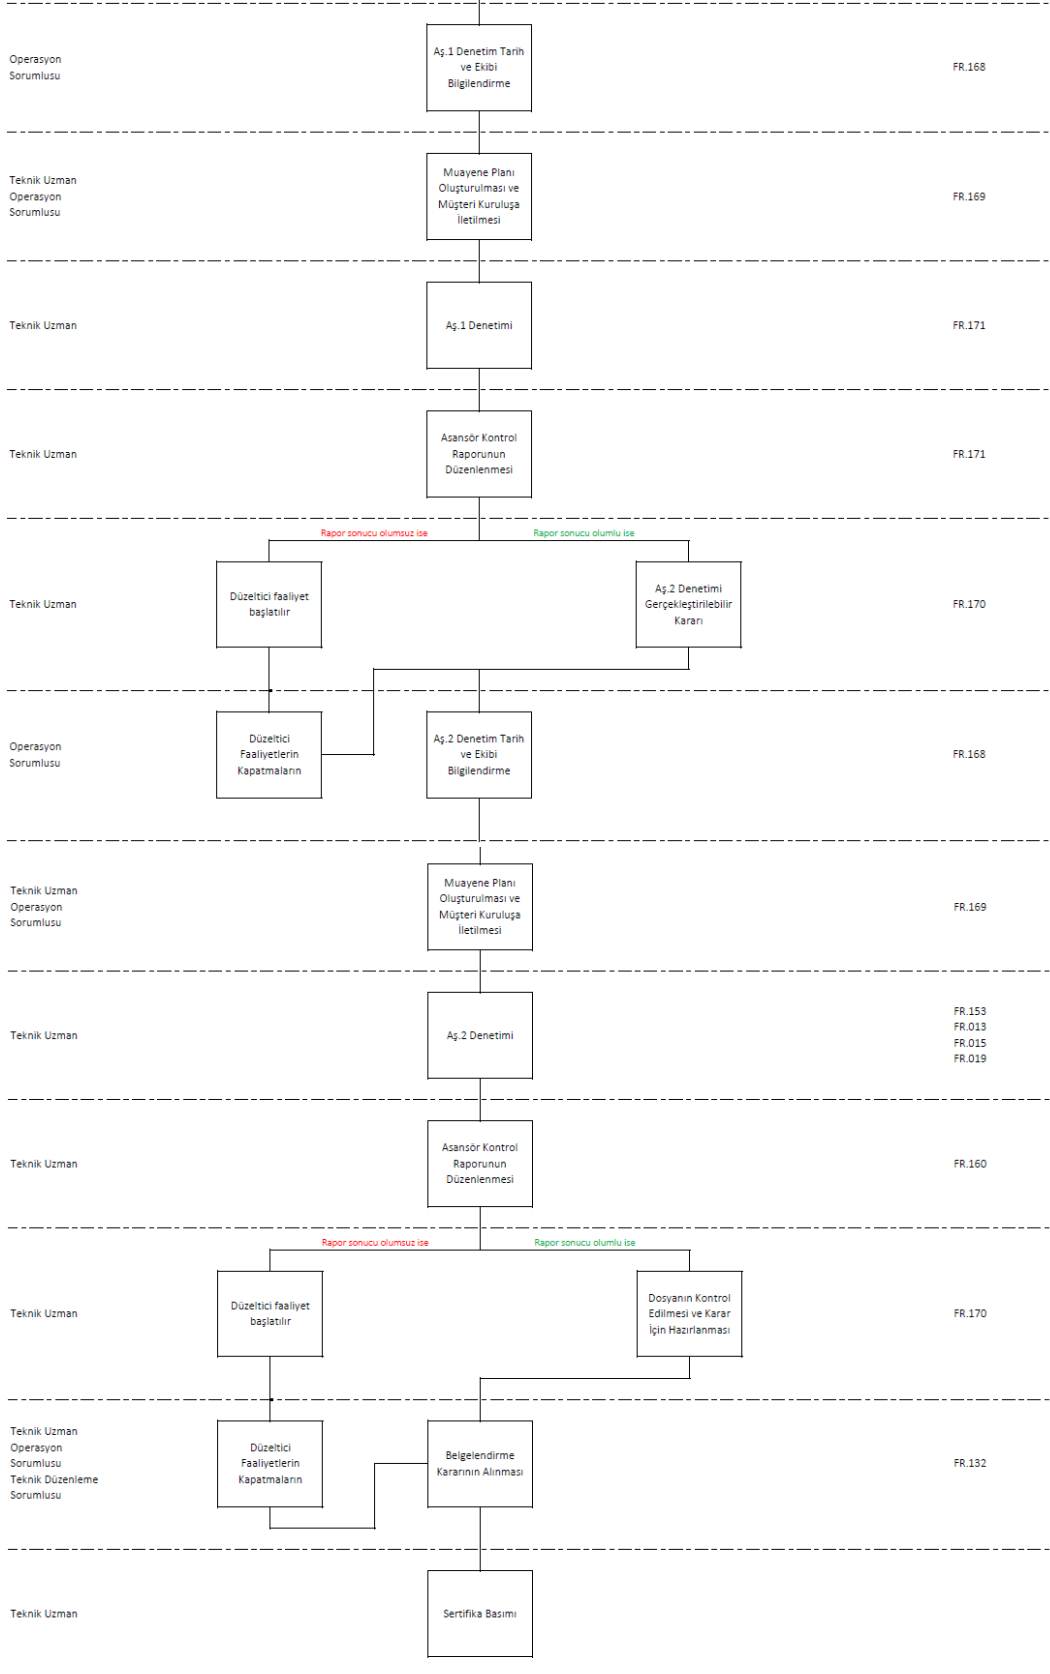 Operasyon
Sorumlusu
Aş.1 Denetim Tarih
ve Ekibi
Bilgilendirme
FR.168
Teknik Uzman
Operasyon
Sorumlusu
Muayene Planı
Oluşturulması ve
Müşteri Kuruluşa
İletilmesi
FR.169
Teknik Uzman
Aş.1 Denetimi
FR.171
Teknik Uzman
Asansör Kontrol
Raporunun
Düzenlenmesi
FR.171
Rapor sonucu olumsuz ise
Rapor sonucu olumlu ise
Teknik Uzman
Düzeltici faaliyet
başlatılır
Aş.2 Denetimi
Gerçekleştirilebilir
Kararı
FR.170
Operasyon
Sorumlusu
Düzeltici
Faaliyetlerin
Kapatmaların
Aş.2 Denetim Tarih
ve Ekibi
Bilgilendirme
FR.168
Teknik Uzman
Operasyon
Sorumlusu
Muayene Planı
Oluşturulması ve
Müşteri Kuruluşa
İletilmesi
FR.169
Teknik Uzman
Aş.2 Denetimi
FR.153
FR.013
FR.015
FR.019
Teknik Uzman
Asansör Kontrol
Raporunun
Düzenlenmesi
FR.160
Rapor sonucu olumsuz ise
Rapor sonucu olumlu ise
Teknik Uzman
Düzeltici faaliyet
başlatılır
Dosyanın Kontrol
Edilmesi ve Karar
İçin Hazırlanması
FR.170
Teknik Uzman
Operasyon
Sorumlusu
Teknik Düzenleme
Sorumlusu
Düzeltici
Faaliyetlerin
Kapatmaların
Belgelendirme
Kararının Alınması
FR.132
Teknik Uzman
Sertifika Basımı